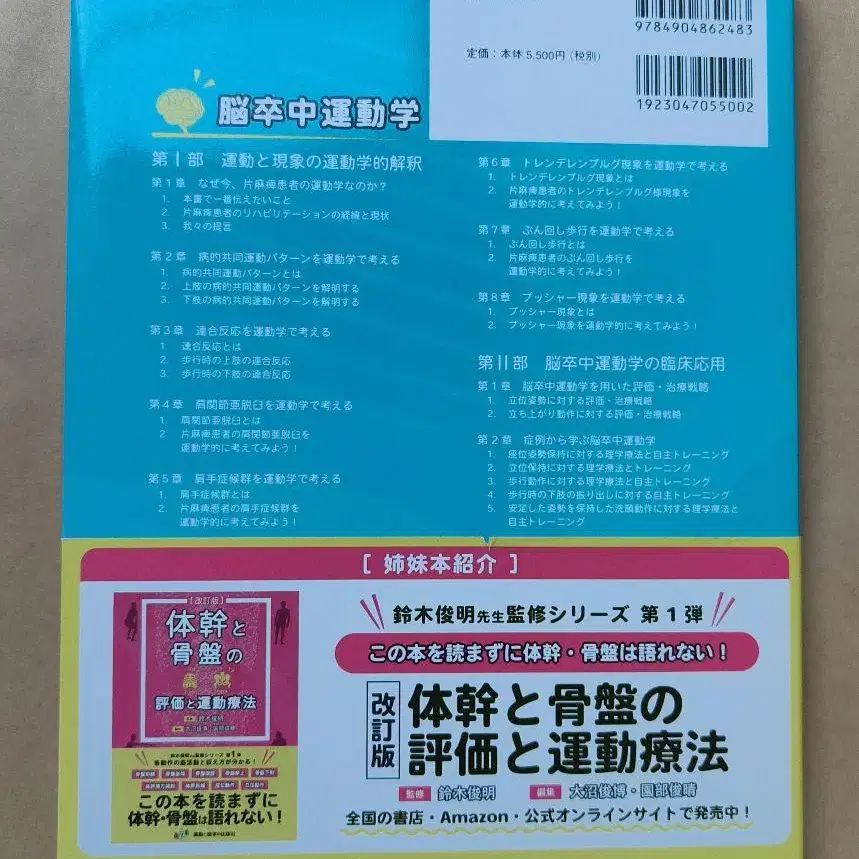 9784904862483
定価：本体 5,500円（税別）
1923047055002
脳卒中運動学
第Ⅰ部 運動と現象の運動学的解釈
第1章 なぜ今、片麻痺患者の運動学なのか？
1. 本書で一番伝えたいこと
2. 片麻痺患者のリハビリテーションの経緯と現状
3. 我々の提言
第2章 病的共同運動パターンを運動学で考える
1. 病的共同運動パターンとは
2. 上肢の病的共同運動パターンを解明する
3. 下肢の病的共同運動パターンを解明する
第3章 連合反応を運動学で考える
1. 連合反応とは
2. 歩行時の上肢の連合反応
3. 歩行時の下肢の連合反応
第4章 肩関節亜脱臼を運動学で考える
1. 肩関節亜脱臼とは
2. 片麻痺患者の肩関節亜脱臼を
運動学的に考えてみよう！
第5章 肩手症候群を運動学で考える
1. 肩手症候群とは
2. 片麻痺患者の肩手症候群を
運動学的に考えてみよう！
第6章 トレンデレンブルグ現象を運動学で考える
1. トレンデレンブルグ現象とは
2. 片麻痺患者のトレンデレンブルグ様現象を
運動学的に考えてみよう！
第7章 ぶん回し歩行を運動学で考える
1. ぶん回し歩行とは
2. 片麻痺患者のぶん回し歩行を
運動学的に考えてみよう！
第8章 プッシャー現象を運動学で考える
1. プッシャー現象とは
2. プッシャー現象を運動学的に考えてみよう！
第Ⅱ部 脳卒中運動学の臨床応用
第1章 脳卒中運動学を用いた評価・治療戦略
1. 立位姿勢に対する評価・治療戦略
2. 立ち上がり動作に対する評価・治療戦略
第2章 症例から学ぶ脳卒中運動学
1. 座位姿勢保持に対する理学療法と自主トレーニング
2. 立位保持に対する理学療法とトレーニング
3. 歩行動作に対する理学療法と自主トレーニング
4. 歩行時の下肢の振り出しに対する自主トレーニング
5. 安定した姿勢を保持した洗顔動作に対する理学療法と
自主トレーニング
[ 姉妹本紹介 ]
鈴木俊明先生監修シリーズ 第1弾
この本を読まずに体幹・骨盤は語れない！
改訂版
体幹と骨盤の
評価と運動療法
監修 鈴木俊明 編集 大沼俊博・園部俊晴
全国の書店・Amazon・公式オンラインサイトで発売中！
【改訂版】
体幹と
骨盤の
評価と運動療法
鈴木俊明
大沼俊博・園部俊晴
この本を読まずに
体幹・骨盤は語れない！